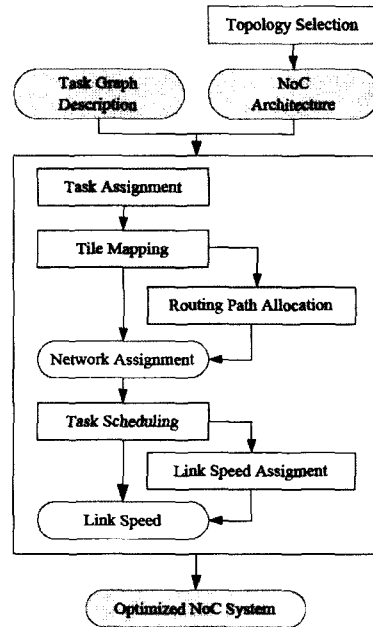 Topology Selection
Task Graph
Description
NoC
Architecture
Task Assignment
Tile Mapping
Routing Path Allocation
Network Assignment
Task Scheduling
Link Speed Assigment
Link Speed
Optimized NoC System